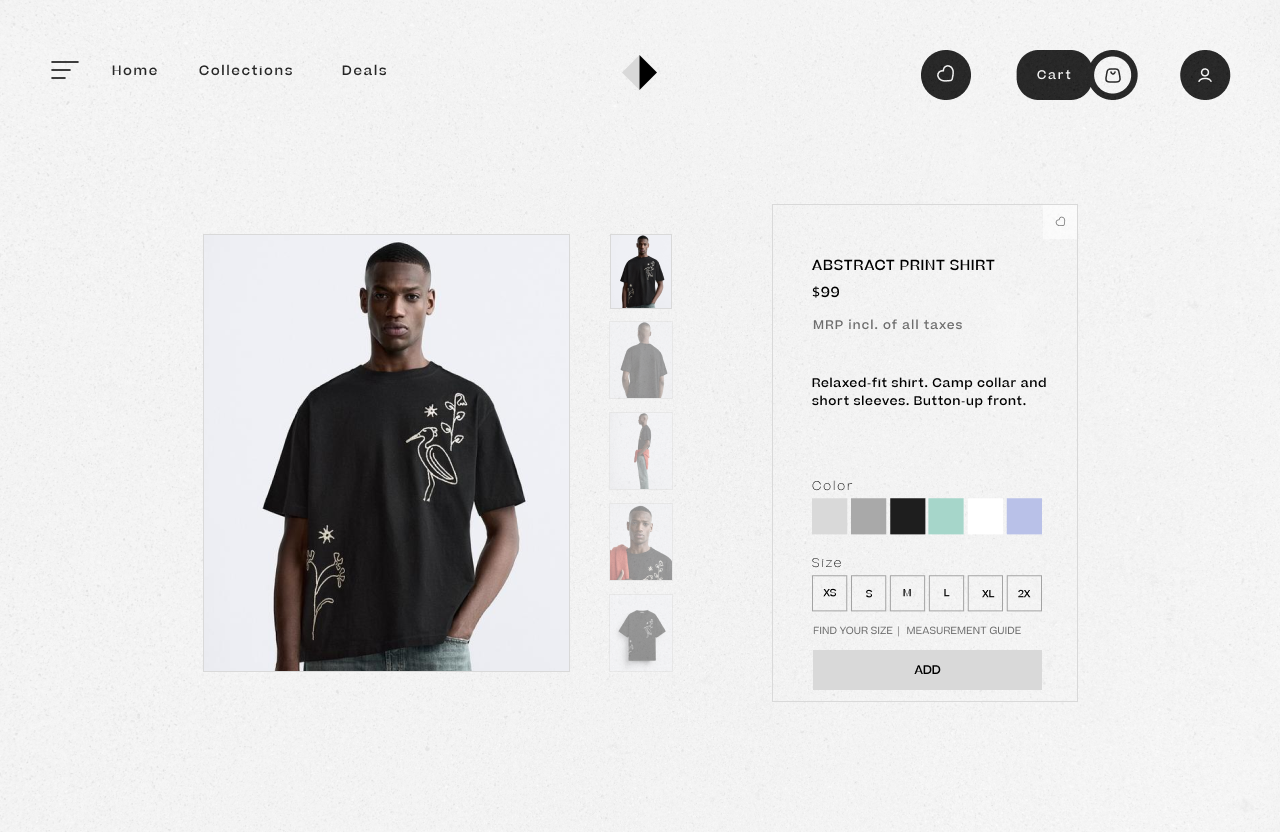 Home Collections Deals
Cart
ABSTRACT PRINT SHIRT
$99
MRP incl. of all taxes
Relaxed-fit shirt. Camp collar and
short sleeves. Button-up front.
Color
Size
XS S M L XL 2X
FIND YOUR SIZE | MEASUREMENT GUIDE
ADD